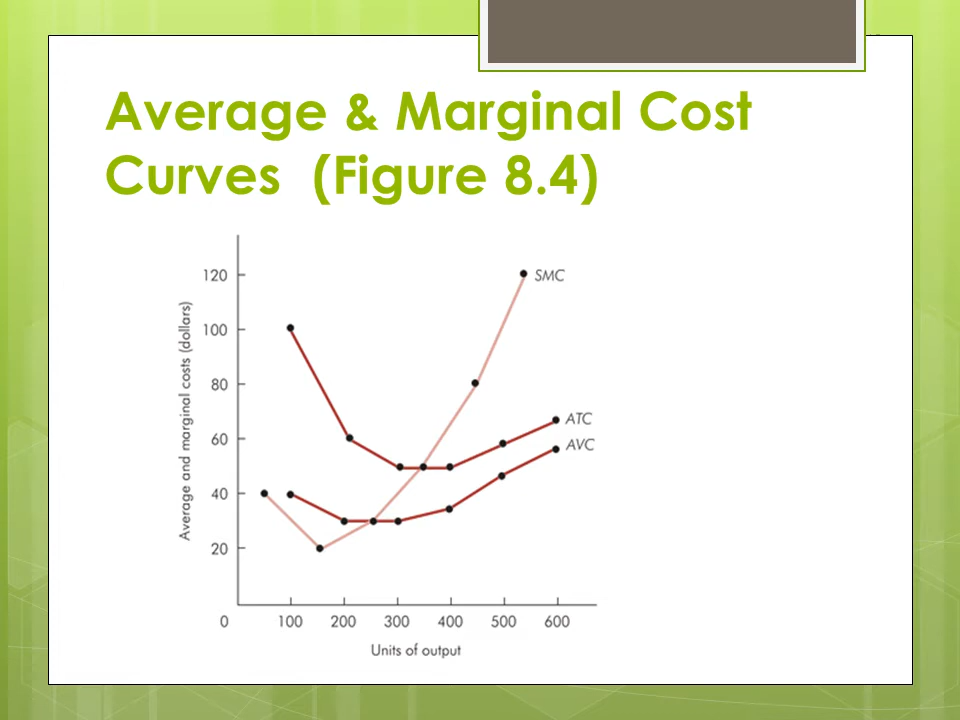 Average & Marginal Cost
Curves (Figure 8.4)
Average and marginal costs (dollars)
120
100
80
60
40
20
0
100 200 300 400 500 600
Units of output
SMC
ATC
AVC